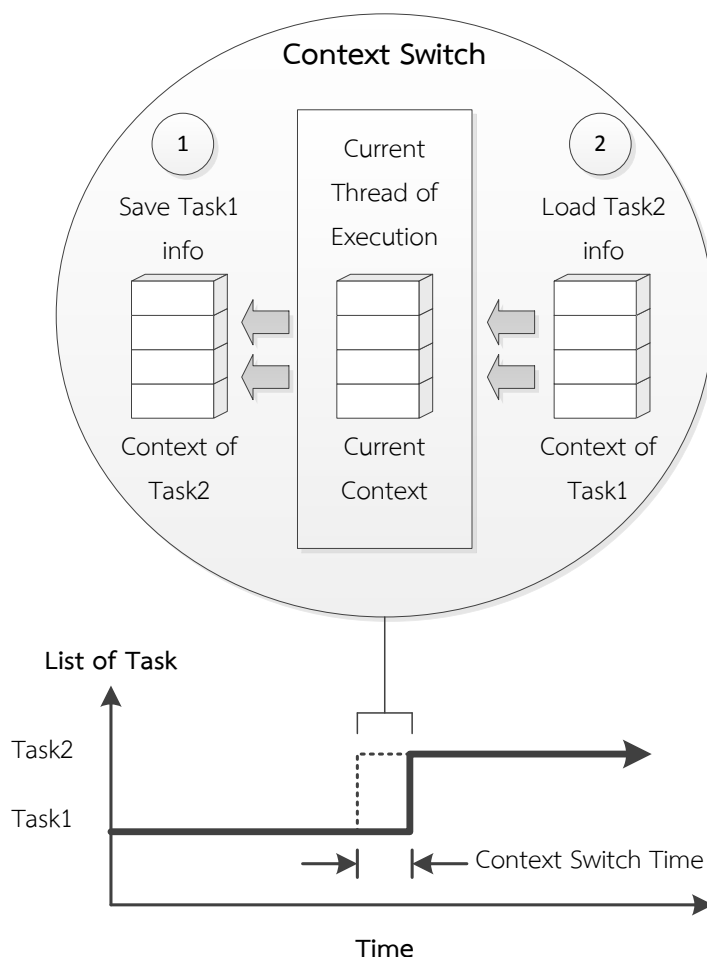 Context Switch
1
Save Task1
info
Context of
Task2
Current
Thread of
Execution
Current
Context
2
Load Task2
info
Context of
Task1
List of Task
Task2
Task1
Context Switch Time
Time